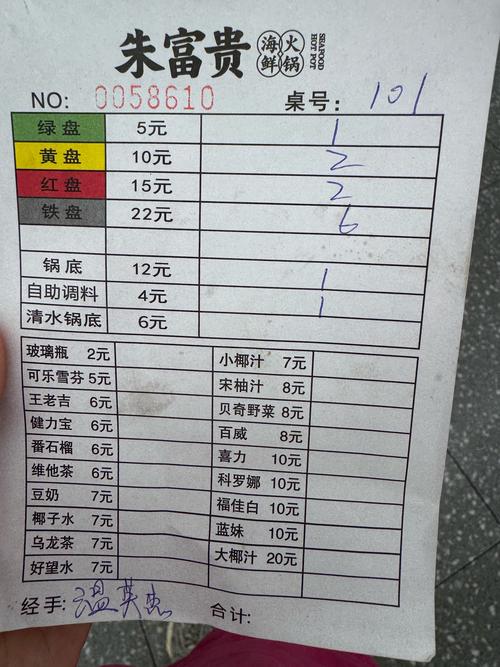 朱富贵 海鲜火锅 SEAFOOD HOT POT
NO: 0058610 桌号: 101
绿盘 5元 1
黄盘 10元 2
红盘 15元 2
铁盘 22元 6
锅底 12元 1
自助调料 4元 1
清水锅底 6元
玻璃瓶 2元 小椰汁 7元
可乐雪芬 5元 宋柚汁 8元
王老吉 6元 贝奇野菜 8元
健力宝 6元 百威 8元
番石榴 6元 喜力 10元
维他茶 6元 科罗娜 10元
豆奶 7元 福佳白 10元
椰子水 7元 蓝妹 10元
乌龙茶 7元 大椰汁 20元
好望水 7元
经手: 温英 合计: